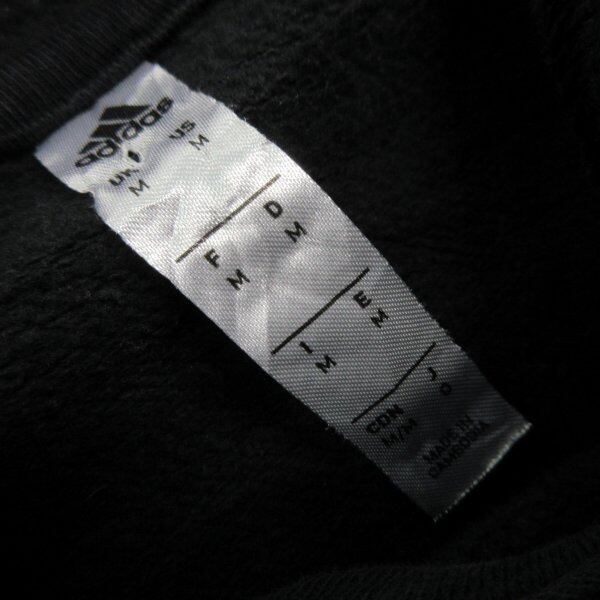 adidas
UK US
M M
F D
M M
I E
M M
CDN J
M/M O
MADE IN
CAMBODIA